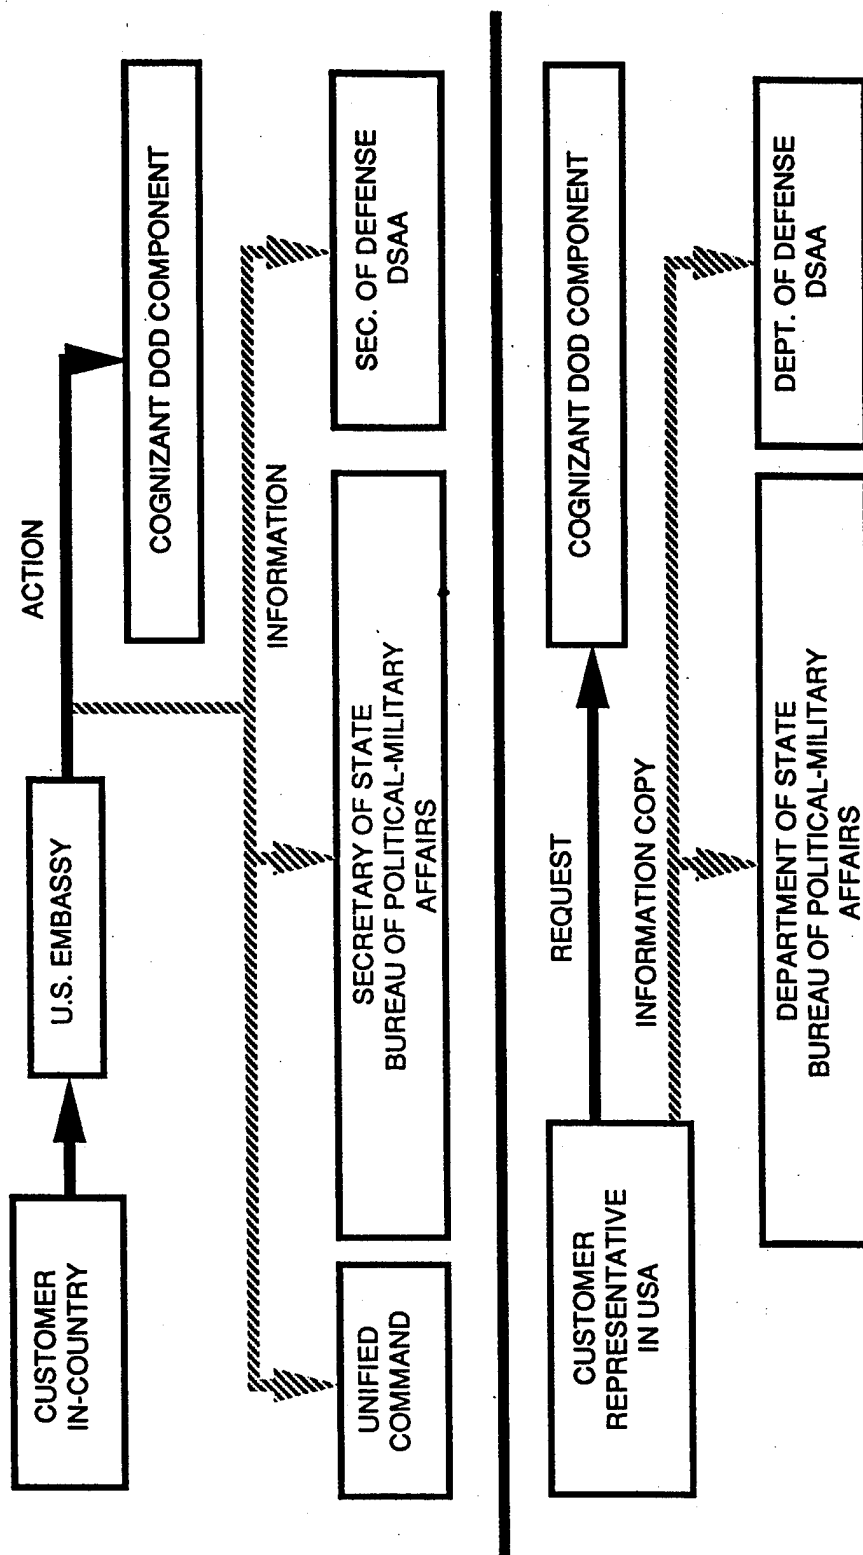 CUSTOMER
IN-COUNTRY
U.S. EMBASSY
ACTION
COGNIZANT DOD COMPONENT
INFORMATION
UNIFIED
COMMAND
SECRETARY OF STATE
BUREAU OF POLITICAL-MILITARY
AFFAIRS
SEC. OF DEFENSE
DSAA
CUSTOMER
REPRESENTATIVE
IN USA
REQUEST
COGNIZANT DOD COMPONENT
INFORMATION COPY
DEPARTMENT OF STATE
BUREAU OF POLITICAL-MILITARY
AFFAIRS
DEPT. OF DEFENSE
DSAA